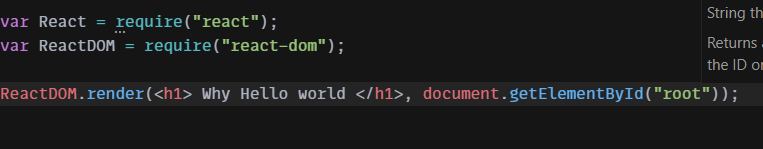 var React = require("react");
String th
var ReactDOM = require("react-dom");
Returns
the ID o
ReactDOM.render(<h1> Why Hello world </h1>, document.getElementById("root"));